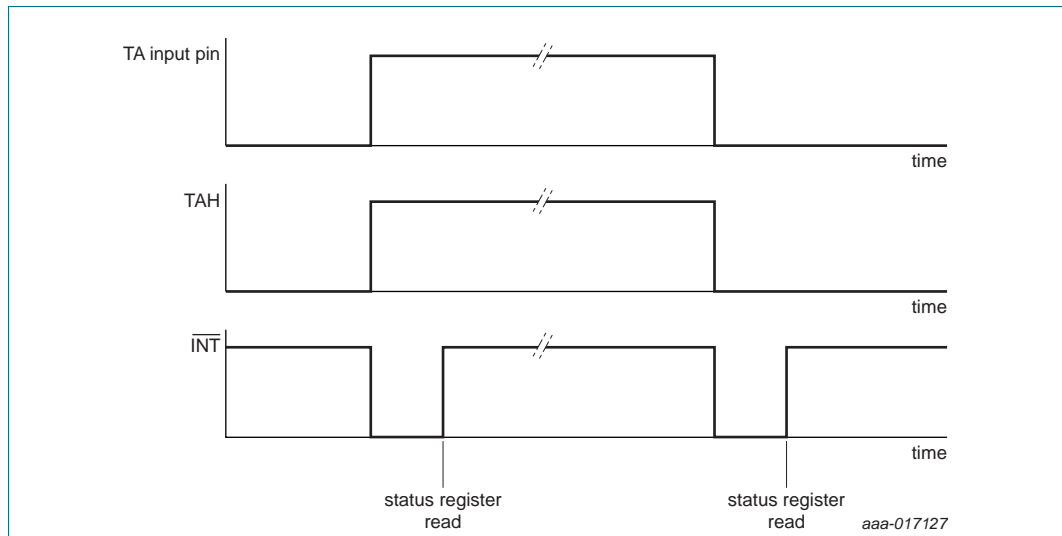 TA input pin
time
TAH
time
INT
time
status register
read
status register
read
aaa-017127